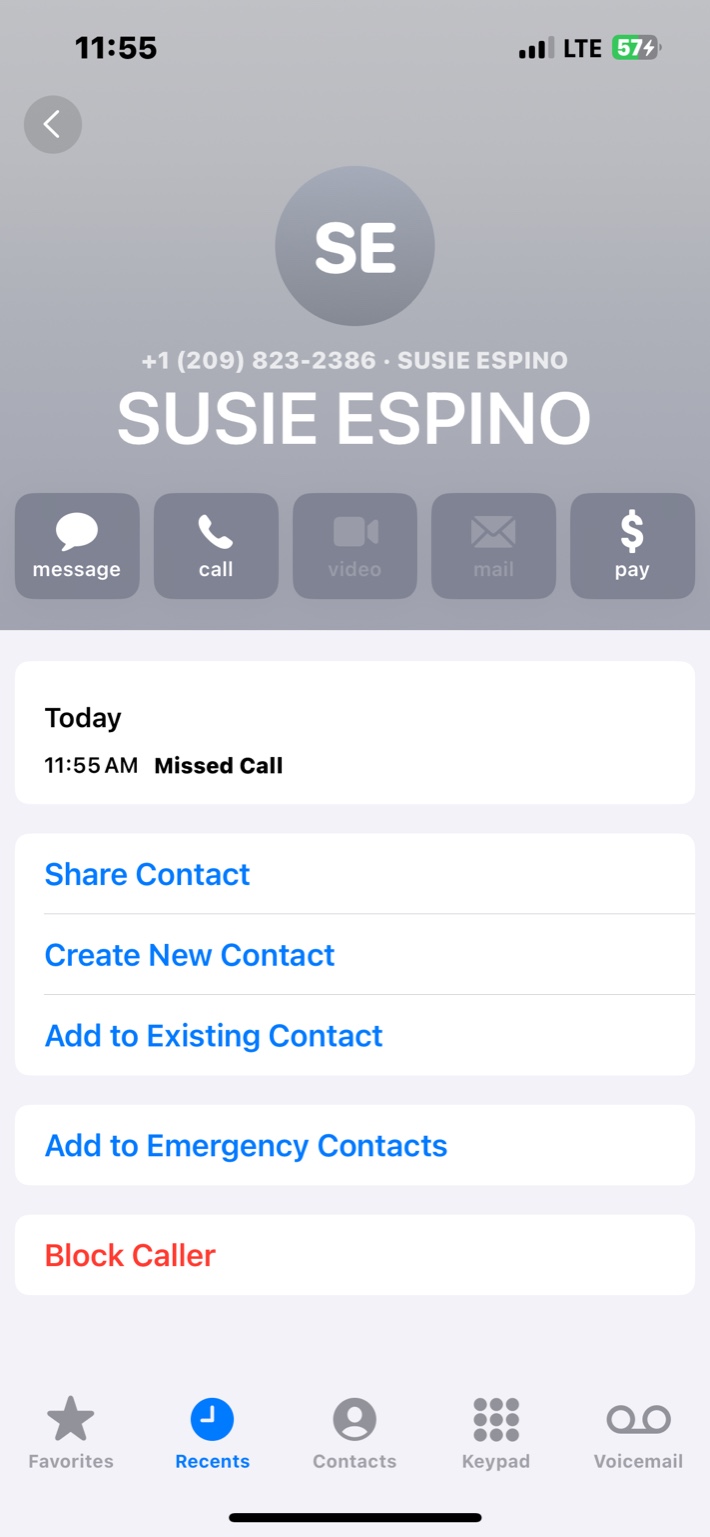 11:55 LTE 57
SE
+1 (209) 823-2386 · SUSIE ESPINO
SUSIE ESPINO
message call video mail pay
Today
11:55 AM Missed Call
Share Contact
Create New Contact
Add to Existing Contact
Add to Emergency Contacts
Block Caller
Favorites Recents Contacts Keypad Voicemail